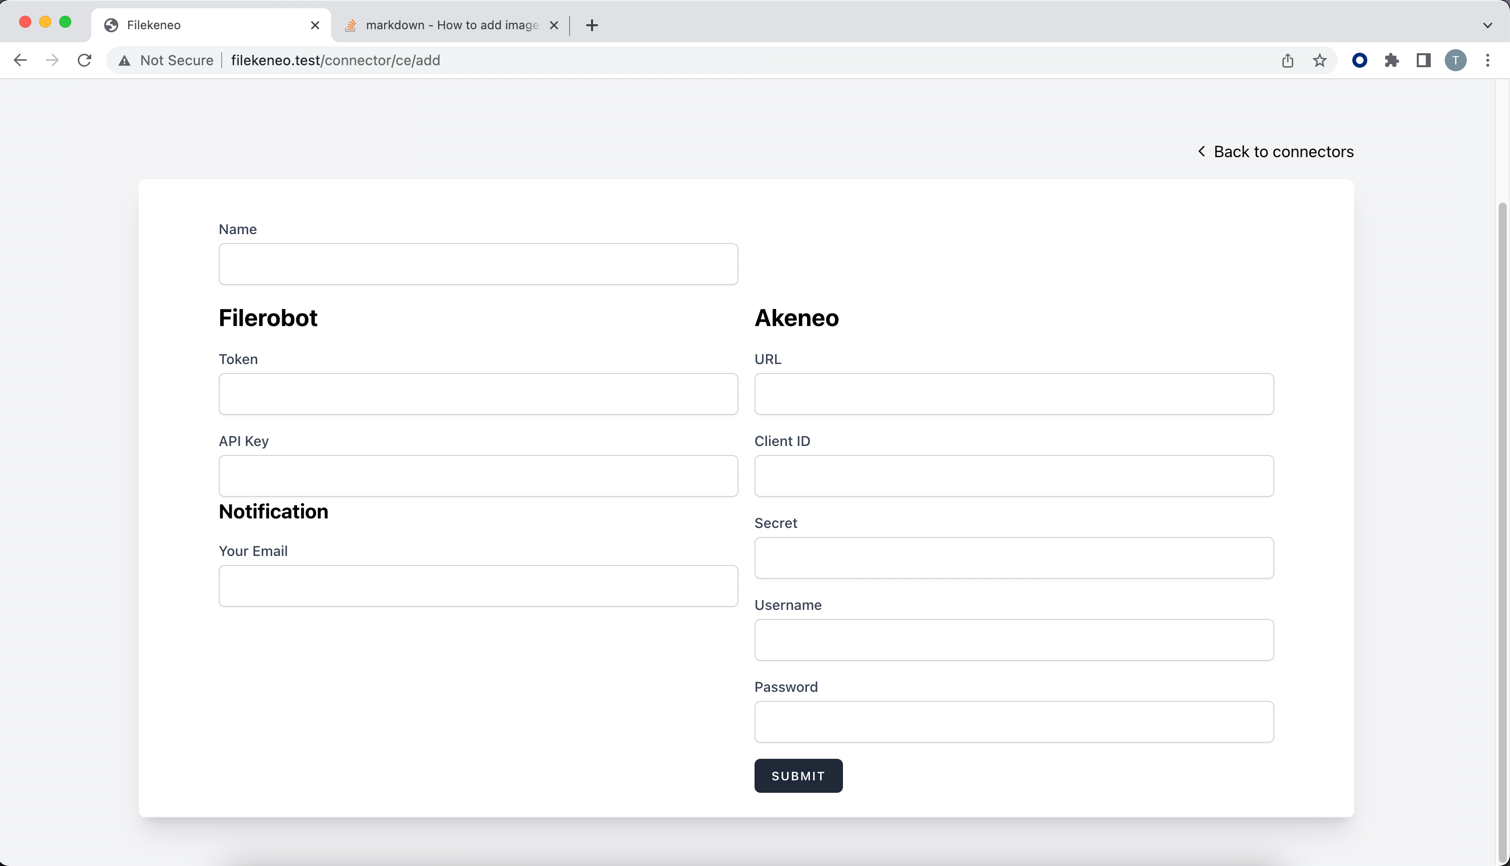 Filekeneo
markdown - How to add image
Not Secure
filekeneo.test/connector/ce/add
T
Back to connectors
Name
Filerobot
Token
API Key
Notification
Your Email
Akeneo
URL
Client ID
Secret
Username
Password
SUBMIT